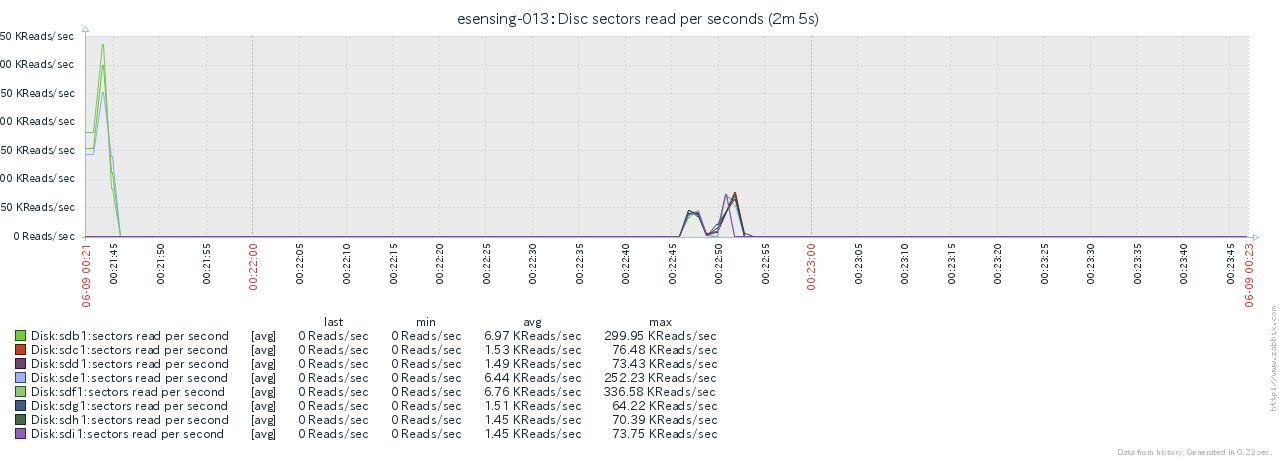 esensing-013: Disc sectors read per seconds (2m 5s)
50 KReads/sec
00 KReads/sec
50 KReads/sec
00 KReads/sec
50 KReads/sec
00 KReads/sec
50 KReads/sec
0 Reads/sec
06-09 00:21
00:21:45
00:21:50
00:21:55
00:22:00
00:22:05
00:22:10
00:22:15
00:22:20
00:22:25
00:22:30
00:22:35
00:22:40
00:22:45
00:22:50
00:22:55
00:23:00
00:23:05
00:23:10
00:23:15
00:23:20
00:23:25
00:23:30
00:23:35
00:23:40
00:23:45
06-09 00:23
last min avg max
Disk:sdb1:sectors read per second [avg] 0 Reads/sec 0 Reads/sec 6.97 KReads/sec 299.95 KReads/sec
Disk:sdc1:sectors read per second [avg] 0 Reads/sec 0 Reads/sec 1.53 KReads/sec 76.48 KReads/sec
Disk:sdd1:sectors read per second [avg] 0 Reads/sec 0 Reads/sec 1.49 KReads/sec 73.43 KReads/sec
Disk:sde1:sectors read per second [avg] 0 Reads/sec 0 Reads/sec 6.44 KReads/sec 252.23 KReads/sec
Disk:sdf1:sectors read per second [avg] 0 Reads/sec 0 Reads/sec 6.76 KReads/sec 336.58 KReads/sec
Disk:sdg1:sectors read per second [avg] 0 Reads/sec 0 Reads/sec 1.51 KReads/sec 64.22 KReads/sec
Disk:sdh1:sectors read per second [avg] 0 Reads/sec 0 Reads/sec 1.45 KReads/sec 70.39 KReads/sec
Disk:sdi1:sectors read per second [avg] 0 Reads/sec 0 Reads/sec 1.45 KReads/sec 73.75 KReads/sec
http://www.zabbix.com
Data from history. Generated in 0.23 sec.